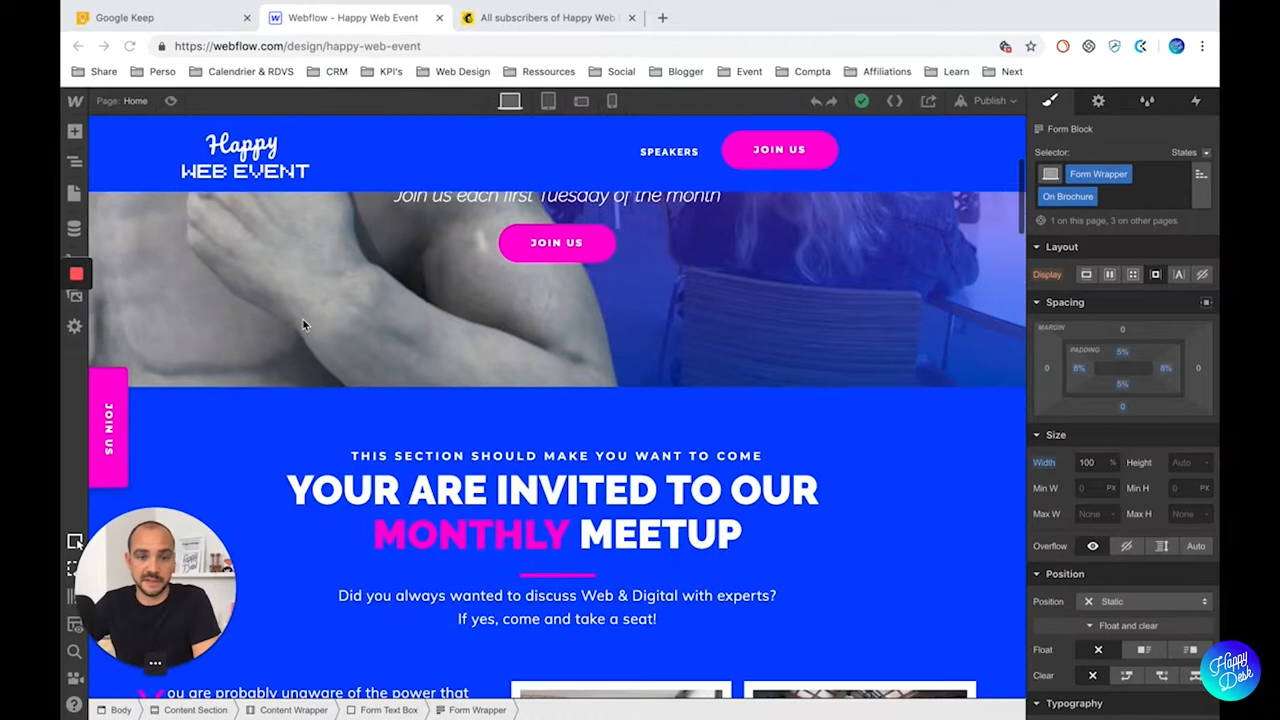 Google Keep
Webflow - Happy Web Event
All subscribers of Happy Web
https://webflow.com/design/happy-web-event
Share
Perso
Calendrier & RDVS
CRM
KPI's
Web Design
Ressources
Social
Blogger
Event
Compta
Affiliations
Learn
Next
Page: Home
Publish
Happy
WEB EVENT
SPEAKERS
JOIN US
Join us each first Tuesday of the month
JOIN US
JOIN US
THIS SECTION SHOULD MAKE YOU WANT TO COME
YOUR ARE INVITED TO OUR
MONTHLY MEETUP
Did you always wanted to discuss Web & Digital with experts?
If yes, come and take a seat!
You are probably unaware of the power that
Body
Content Section
Content Wrapper
Form Text Box
Form Wrapper
Form Block
Selector:
States
Form Wrapper
On Brochure
1 on this page, 3 on other pages.
Layout
Display
Spacing
MARGIN
0
PADDING
5%
0
8%
8%
0
5%
0
Size
Width
100
%
Height
Auto
-
Min W
0
PX
Min H
0
PX
Max W
None
-
Max H
None
-
Overflow
Auto
Position
Position
Static
Float and clear
Float
Clear
Typography
Happy
Desk